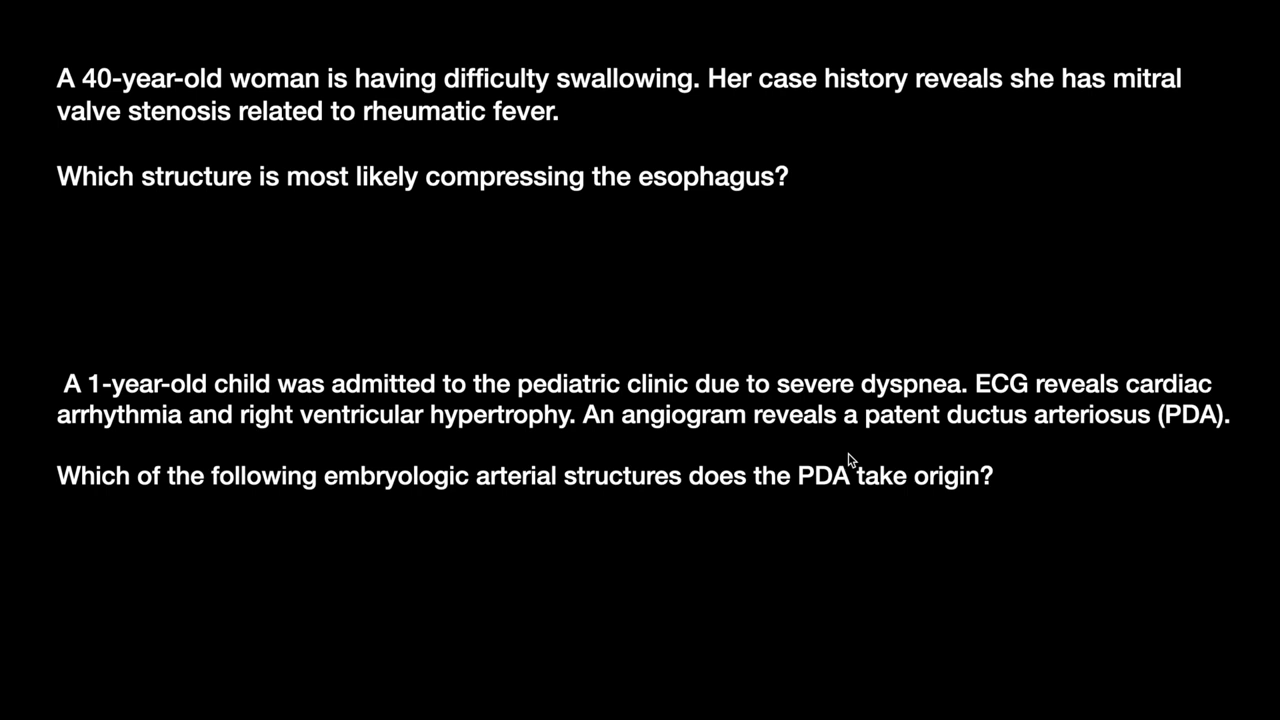 A 40-year-old woman is having difficulty swallowing. Her case history reveals she has mitral
valve stenosis related to rheumatic fever.
Which structure is most likely compressing the esophagus?
A 1-year-old child was admitted to the pediatric clinic due to severe dyspnea. ECG reveals cardiac
arrhythmia and right ventricular hypertrophy. An angiogram reveals a patent ductus arteriosus (PDA).
Which of the following embryologic arterial structures does the PDA take origin?